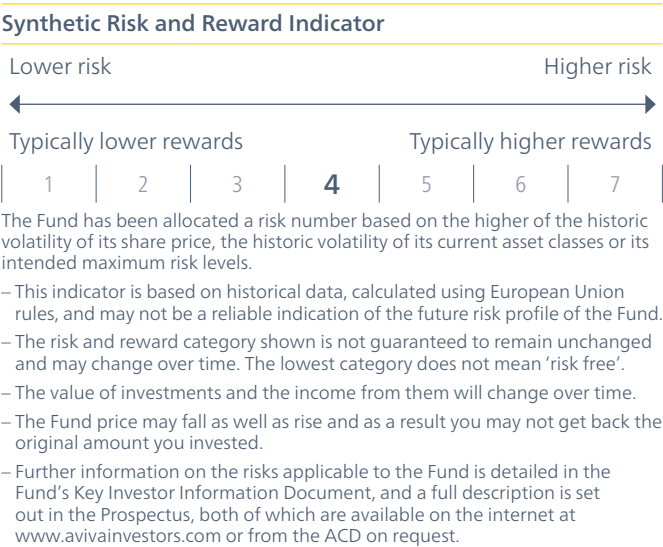 Synthetic Risk and Reward Indicator
Lower risk Higher risk
Typically lower rewards Typically higher rewards
1 2 3 4 5 6 7
The Fund has been allocated a risk number based on the higher of the historic
volatility of its share price, the historic volatility of its current asset classes or its
intended maximum risk levels.
– This indicator is based on historical data, calculated using European Union
rules, and may not be a reliable indication of the future risk profile of the Fund.
– The risk and reward category shown is not guaranteed to remain unchanged
and may change over time. The lowest category does not mean ‘risk free’.
– The value of investments and the income from them will change over time.
– The Fund price may fall as well as rise and as a result you may not get back the
original amount you invested.
– Further information on the risks applicable to the Fund is detailed in the
Fund’s Key Investor Information Document, and a full description is set
out in the Prospectus, both of which are available on the internet at
www.avivainvestors.com or from the ACD on request.